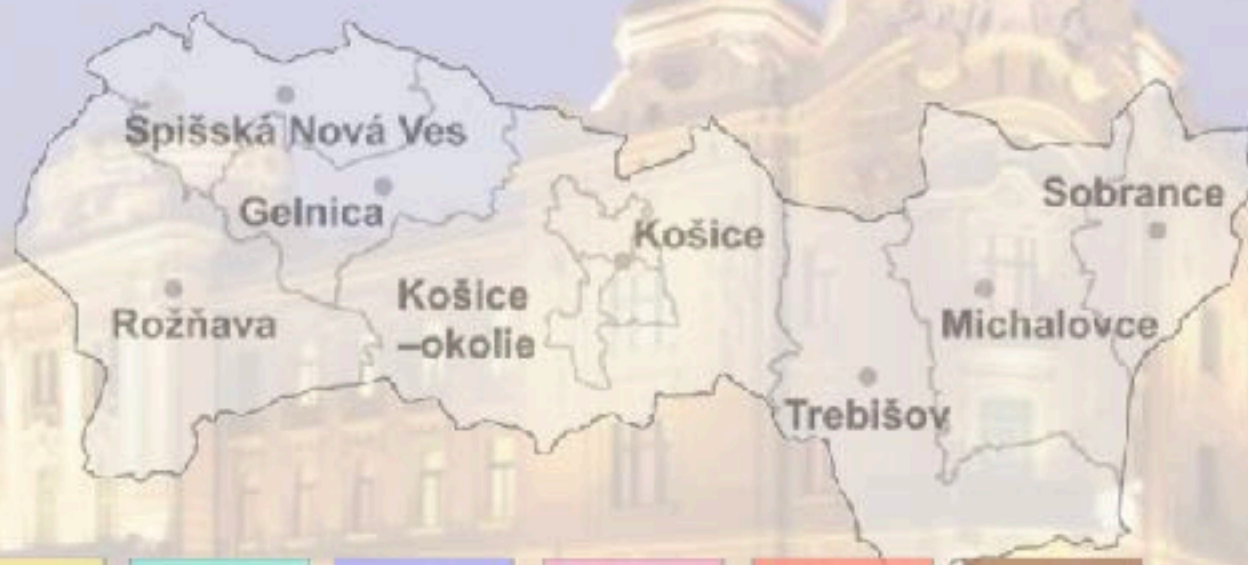 Spišská Nová Ves
Gelnica
Rožňava
Košice
–okolie
Košice
Trebišov
Michalovce
Sobrance